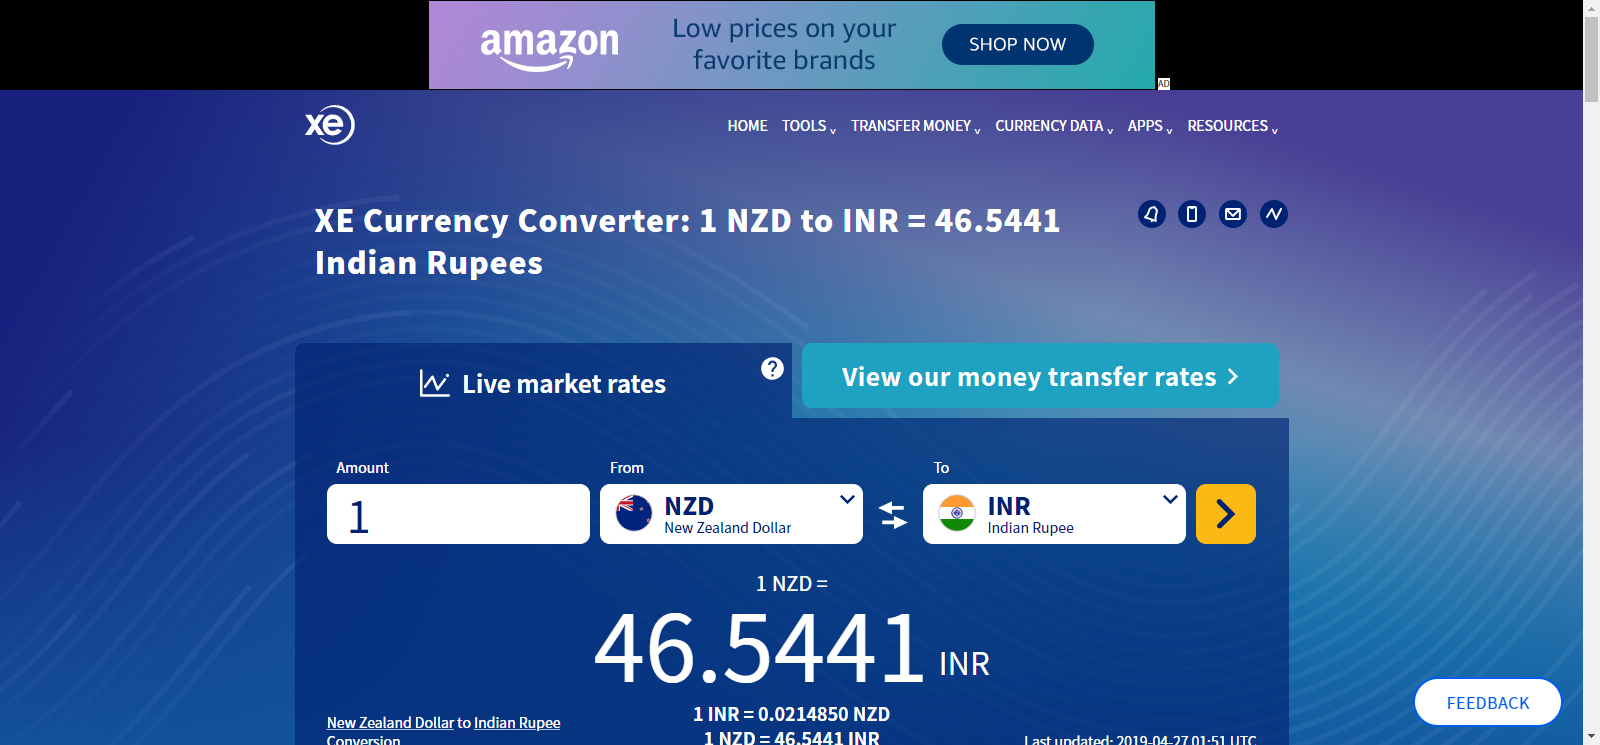 amazon
Low prices on your
favorite brands
SHOP NOW
AD
xe
HOME TOOLS TRANSFER MONEY CURRENCY DATA APPS RESOURCES
XE Currency Converter: 1 NZD to INR = 46.5441
Indian Rupees
Live market rates
?
View our money transfer rates
Amount
From
To
1
NZD
New Zealand Dollar
INR
Indian Rupee
1 NZD =
46.5441 INR
1 INR = 0.0214850 NZD
1 NZD = 46.5441 INR
New Zealand Dollar to Indian Rupee
Conversion
Last updated: 2019-04-27 01:51 UTC
FEEDBACK